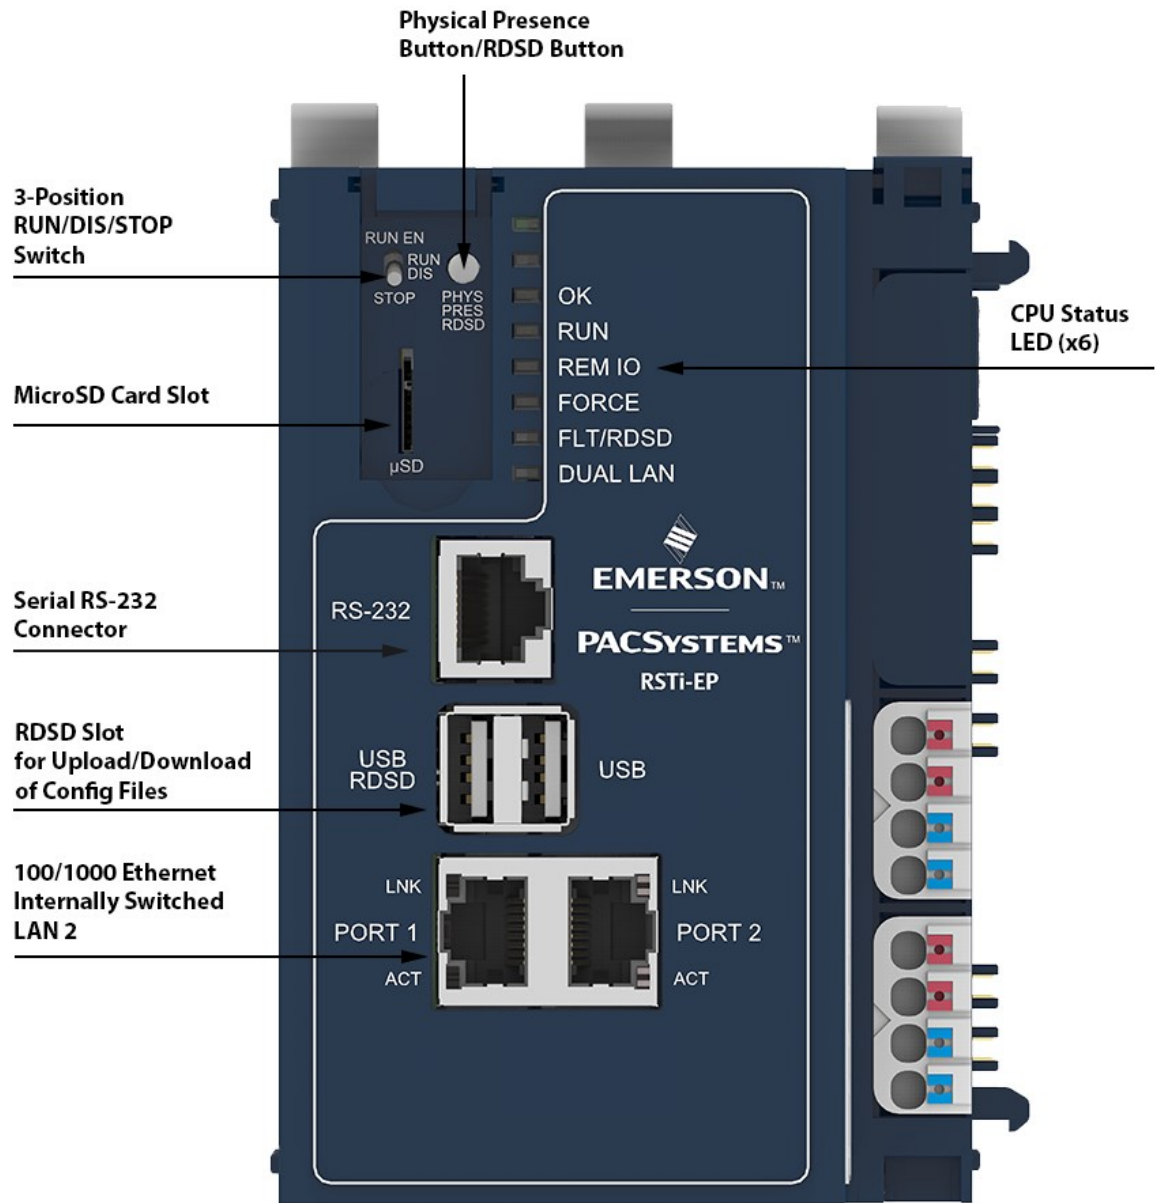 Physical Presence
Button/RDSD Button
3-Position
RUN/DIS/STOP
Switch
RUN EN
RUN
DIS
STOP
PHYS
PRES
RDSD
OK
RUN
REM IO
FORCE
FLT/RDSD
DUAL LAN
CPU Status
LED (x6)
MicroSD Card Slot
µSD
EMERSON™
PACSYSTEMS™
RSTi-EP
Serial RS-232
Connector
RS-232
RDSD Slot
for Upload/Download
of Config Files
USB
RDSD
USB
100/1000 Ethernet
Internally Switched
LAN 2
LNK
LNK
PORT 1
PORT 2
ACT
ACT